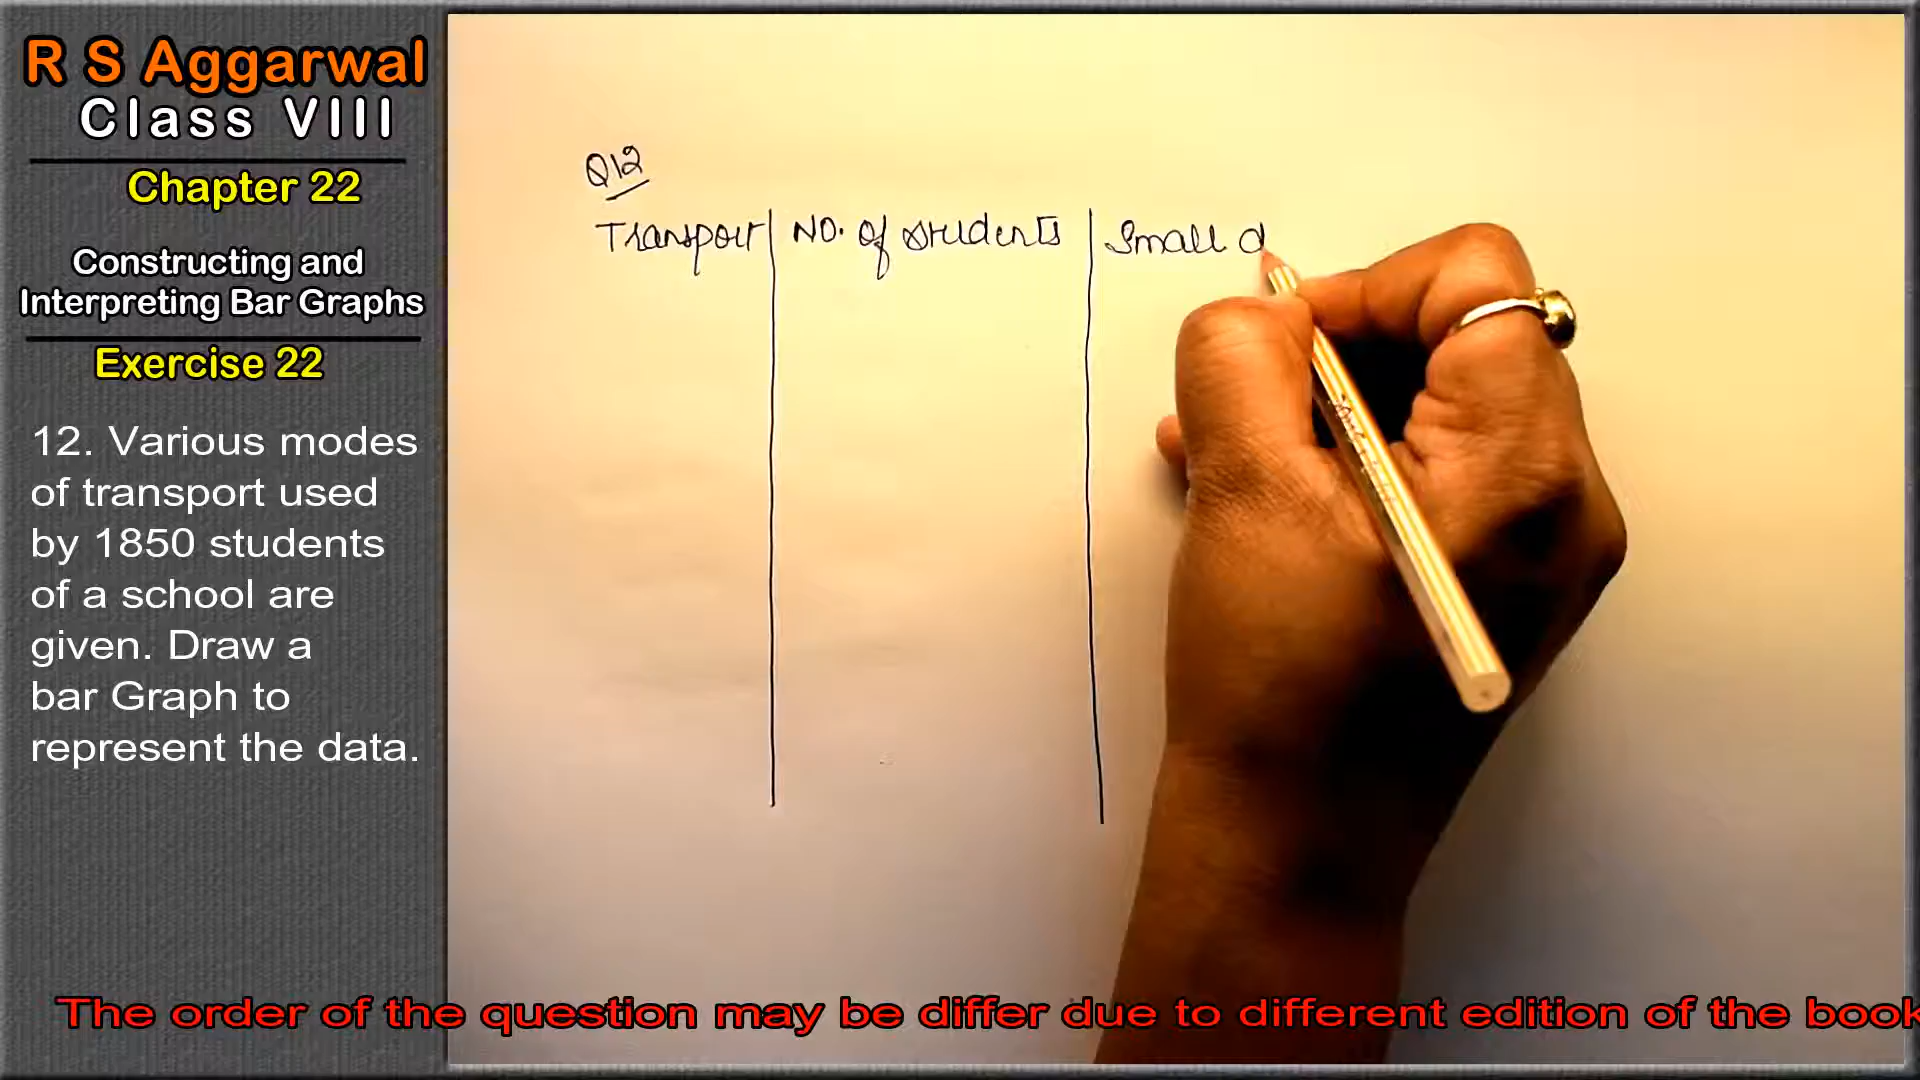 R S Aggarwal
Class VIII
Chapter 22
Constructing and
Interpreting Bar Graphs
Exercise 22
12. Various modes
of transport used
by 1850 students
of a school are
given. Draw a
bar Graph to
represent the data.
Q12
Transport NO. of students Small d
The order of the question may be differ due to different edition of the book